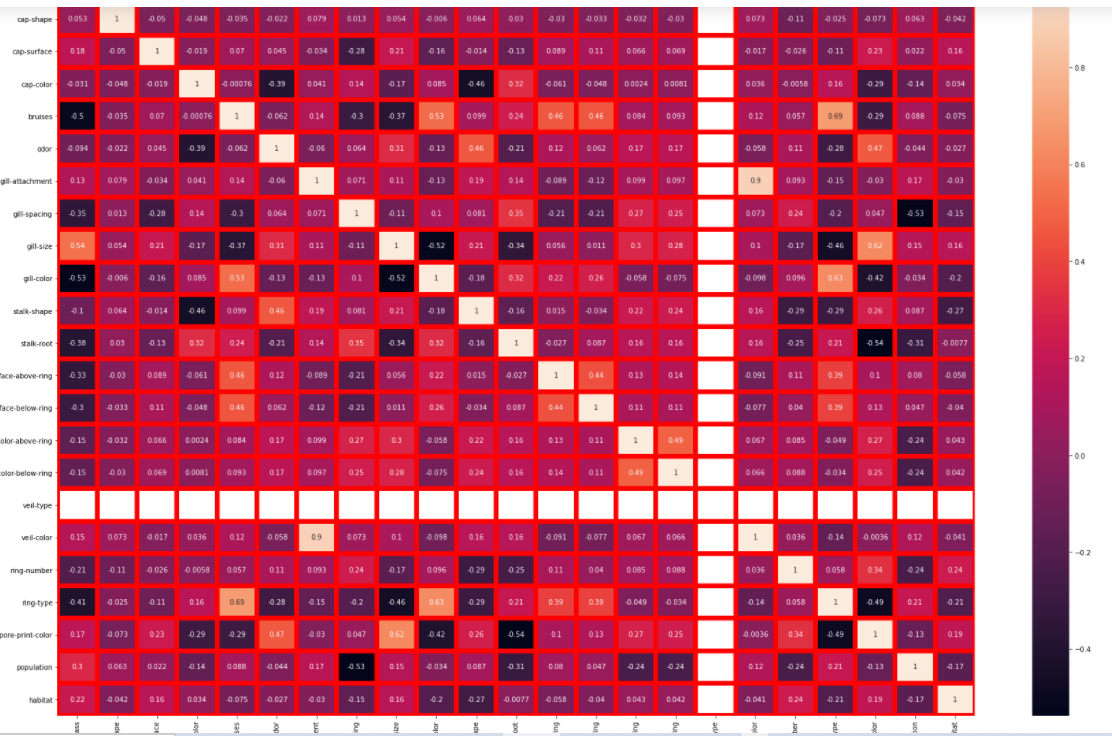 cap-shape 0.053 1 -0.05 -0.048 -0.035 -0.022 0.079 0.013 0.054 -0.006 0.064 0.03 -0.03 -0.033 -0.032 -0.03 0.073 -0.11 -0.025 -0.073 0.063 -0.042
cap-surface 0.18 -0.05 1 -0.019 0.07 0.045 -0.034 -0.28 0.21 -0.16 -0.014 -0.13 0.089 0.11 0.066 0.069 -0.017 -0.026 -0.11 0.23 0.022 0.16
0.8
cap-color -0.031 -0.048 -0.019 1 -0.00076 -0.39 0.041 0.14 -0.17 0.085 -0.46 0.32 -0.061 -0.048 0.0024 0.0081 0.036 -0.0058 0.16 -0.29 -0.14 0.034
bruises -0.5 -0.035 0.07 -0.00076 1 -0.062 0.14 -0.3 -0.37 0.53 0.099 0.24 0.46 0.46 0.084 0.093 0.12 0.057 0.69 -0.29 0.088 -0.075
odor -0.094 -0.022 0.045 -0.39 -0.062 1 -0.06 0.064 0.31 -0.13 0.46 -0.21 0.12 0.062 0.17 0.17 -0.058 0.11 -0.28 0.47 -0.044 -0.027
0.6
gill-attachment 0.13 0.079 -0.034 0.041 0.14 -0.06 1 0.071 0.11 -0.13 0.19 0.14 -0.089 -0.12 0.099 0.097 0.9 0.093 -0.15 -0.03 0.17 -0.03
gill-spacing -0.35 0.013 -0.28 0.14 -0.3 0.064 0.071 1 -0.11 0.1 0.081 0.35 -0.21 -0.21 0.27 0.25 0.073 0.24 -0.2 0.047 -0.53 -0.15
gill-size 0.54 0.054 0.21 -0.17 -0.37 0.31 0.11 -0.11 1 -0.52 0.21 -0.34 0.056 0.011 0.3 0.28 0.1 -0.17 -0.46 0.62 0.15 0.16
0.4
gill-color -0.53 -0.006 -0.16 0.085 0.53 -0.13 -0.13 0.1 -0.52 1 -0.18 0.32 0.22 0.26 -0.058 -0.075 -0.098 0.096 0.63 -0.42 -0.034 -0.2
stalk-shape -0.1 0.064 -0.014 -0.46 0.099 0.46 0.19 0.081 0.21 -0.18 1 -0.16 0.015 -0.034 0.22 0.24 0.16 -0.29 -0.29 0.26 0.087 -0.27
stalk-root -0.38 0.03 -0.13 0.32 0.24 -0.21 0.14 0.35 -0.34 0.32 -0.16 1 -0.027 0.087 0.16 0.16 0.16 -0.25 0.21 -0.54 -0.31 -0.0077
0.2
face-above-ring -0.33 -0.03 0.089 -0.061 0.46 0.12 -0.089 -0.21 0.056 0.22 0.015 -0.027 1 0.44 0.13 0.14 -0.091 0.11 0.39 0.1 0.08 -0.058
face-below-ring -0.3 -0.033 0.11 -0.048 0.46 0.062 -0.12 -0.21 0.011 0.26 -0.034 0.087 0.44 1 0.11 0.11 -0.077 0.04 0.39 0.13 0.047 -0.04
olor-above-ring -0.15 -0.032 0.066 0.0024 0.084 0.17 0.099 0.27 0.3 -0.058 0.22 0.16 0.13 0.11 1 0.49 0.067 0.085 -0.049 0.27 -0.24 0.043
0.0
color-below-ring -0.15 -0.03 0.069 0.0081 0.093 0.17 0.097 0.25 0.28 -0.075 0.24 0.16 0.14 0.11 0.49 1 0.066 0.088 -0.034 0.25 -0.24 0.042
veil-type
veil-color 0.15 0.073 -0.017 0.036 0.12 -0.058 0.9 0.073 0.1 -0.098 0.16 0.16 -0.091 -0.077 0.067 0.066 1 0.036 -0.14 -0.0036 0.12 -0.041
-0.2
ring-number -0.21 -0.11 -0.026 -0.0058 0.057 0.11 0.093 0.24 -0.17 0.096 -0.29 -0.25 0.11 0.04 0.085 0.088 0.036 1 0.058 0.34 -0.24 0.24
ring-type -0.41 -0.025 -0.11 0.16 0.69 -0.28 -0.15 -0.2 -0.46 0.63 -0.29 0.21 0.39 0.39 -0.049 -0.034 -0.14 0.058 1 -0.49 0.21 -0.21
pore-print-color 0.17 -0.073 0.23 -0.29 -0.29 0.47 -0.03 0.047 0.62 -0.42 0.26 -0.54 0.1 0.13 0.27 0.25 -0.0036 0.34 -0.49 1 -0.13 0.19
-0.4
population 0.3 0.063 0.022 -0.14 0.088 -0.044 0.17 -0.53 0.15 -0.034 0.087 -0.31 0.08 0.047 -0.24 -0.24 0.12 -0.24 0.21 -0.13 1 -0.17
habitat 0.22 -0.042 0.16 0.034 -0.075 -0.027 -0.03 -0.15 0.16 -0.2 -0.27 -0.0077 -0.058 -0.04 0.043 0.042 -0.041 0.24 -0.21 0.19 -0.17 1